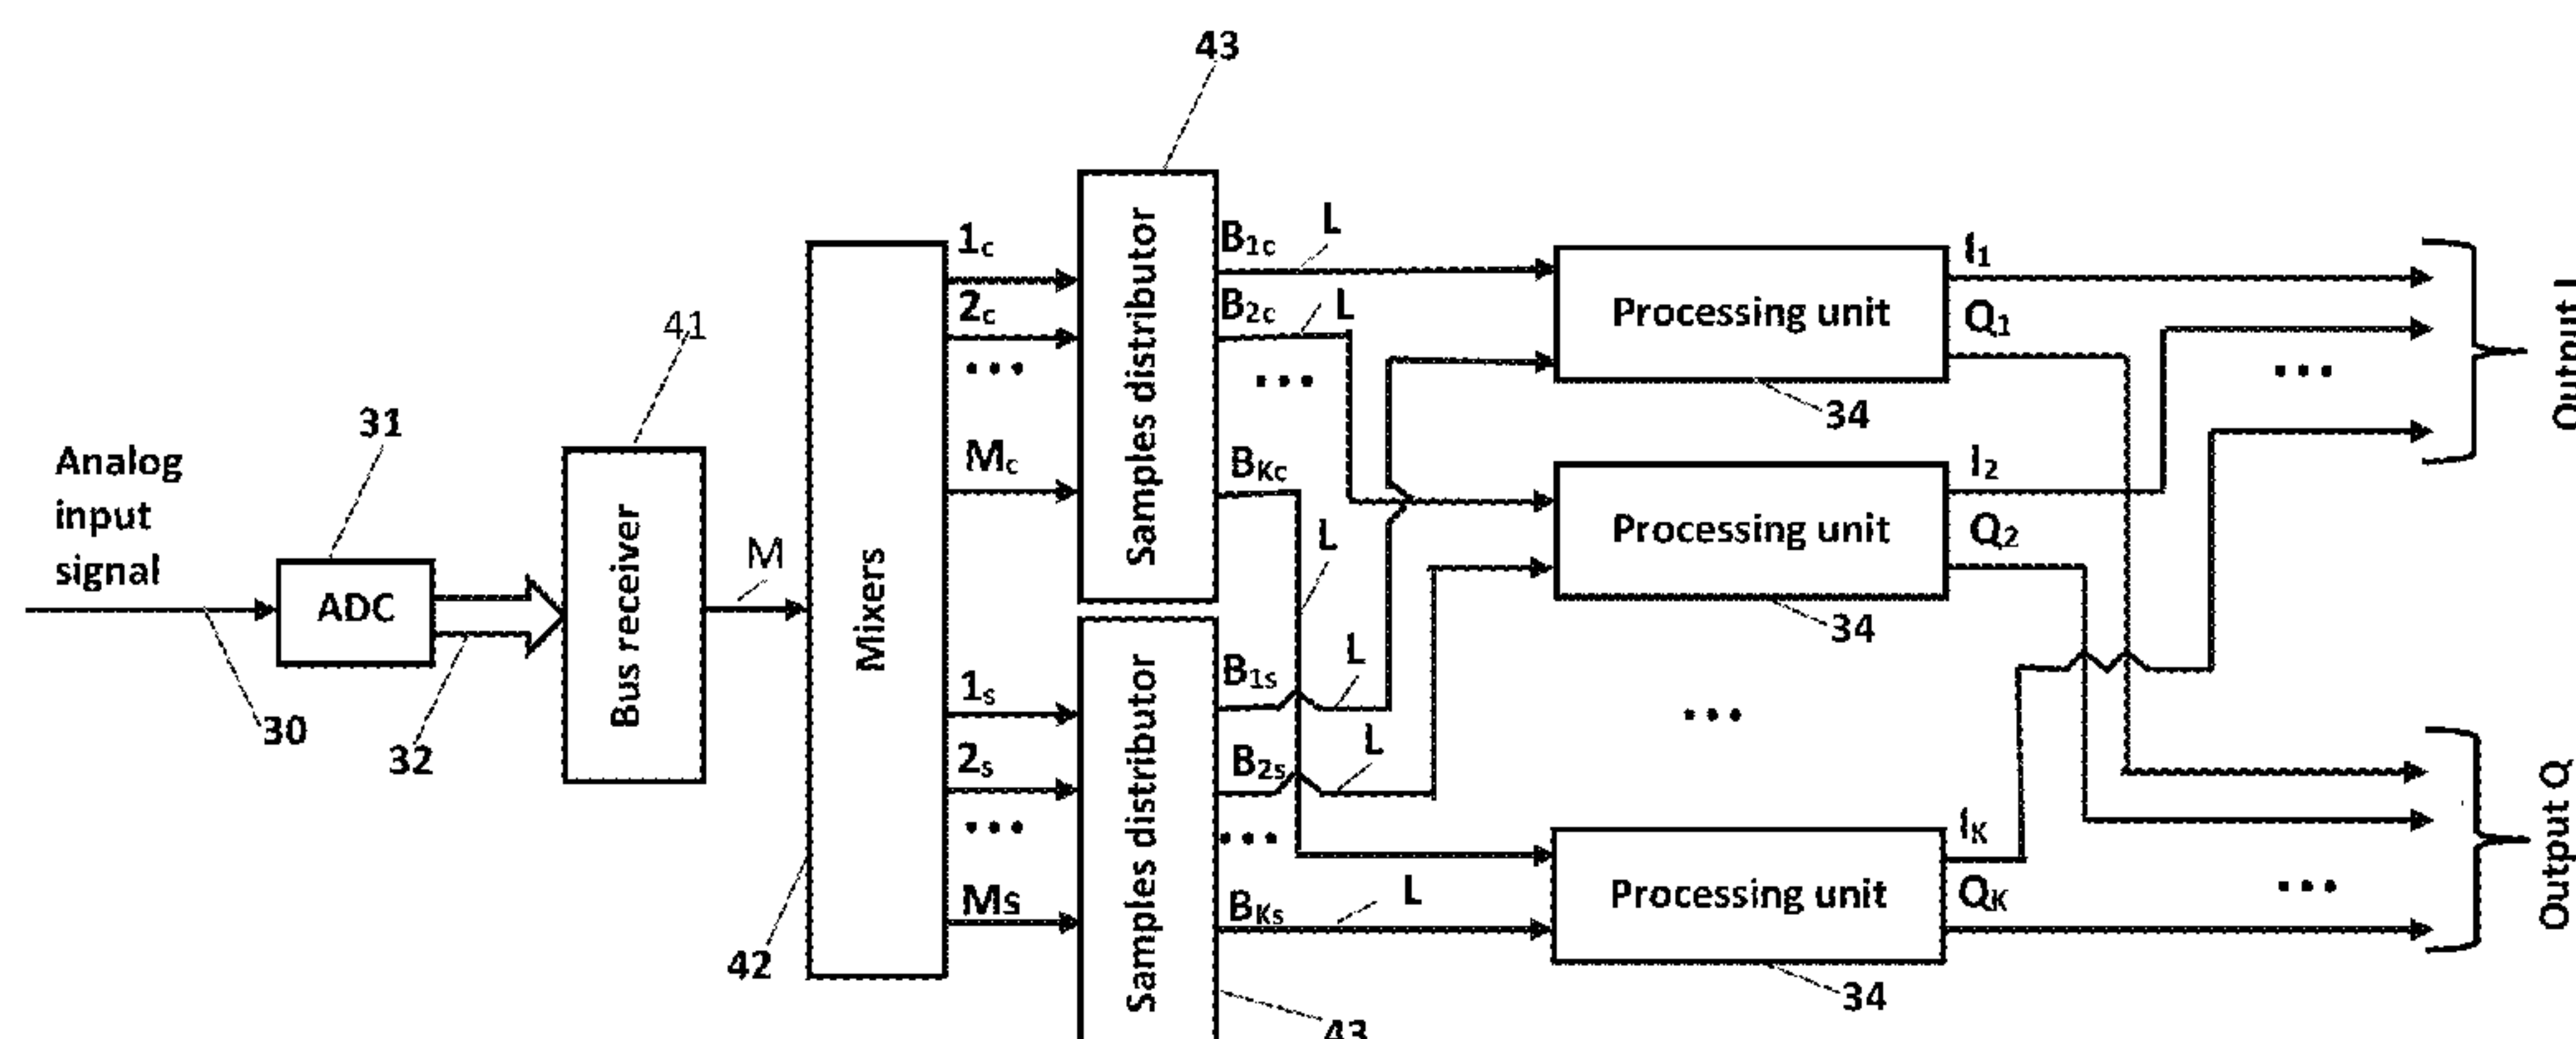 43
1c
2c
...
Mc
Samples distributor
B1c
L
B2c
L
...
BKc
L
Processing unit
34
I1
Q1
...
Output
41
31
Analog
input
signal
ADC
30
32
Bus receiver
M
Mixers
42
Processing unit
34
I2
Q2
1s
2s
...
Ms
Samples distributor
B1s
L
B2s
L
...
BKs
L
43
...
Processing unit
34
IK
QK
...
Output Q